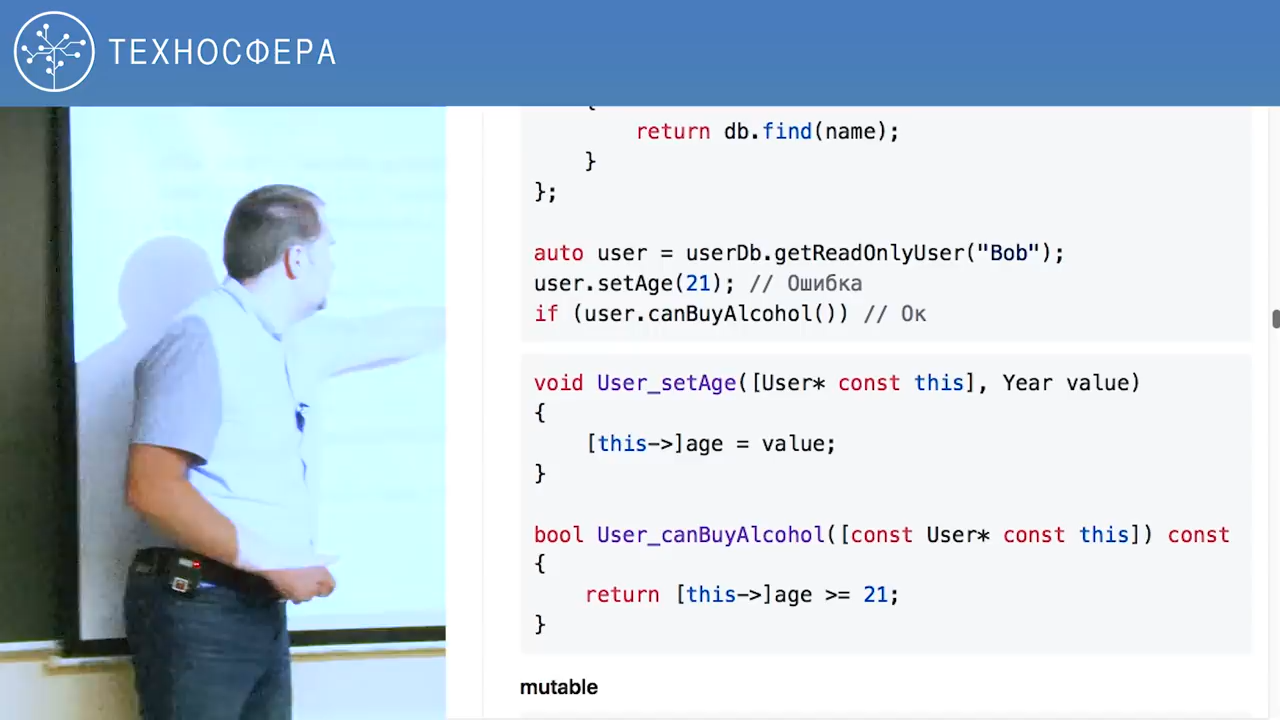 ТЕХНОСФЕРА
{
return db.find(name);
}
};
auto user = userDb.getReadOnlyUser("Bob");
user.setAge(21); // Ошибка
if (user.canBuyAlcohol()) // Ок
void User_setAge([User* const this], Year value)
{
[this->]age = value;
}
bool User_canBuyAlcohol([const User* const this]) const
{
return [this->]age >= 21;
}
mutable